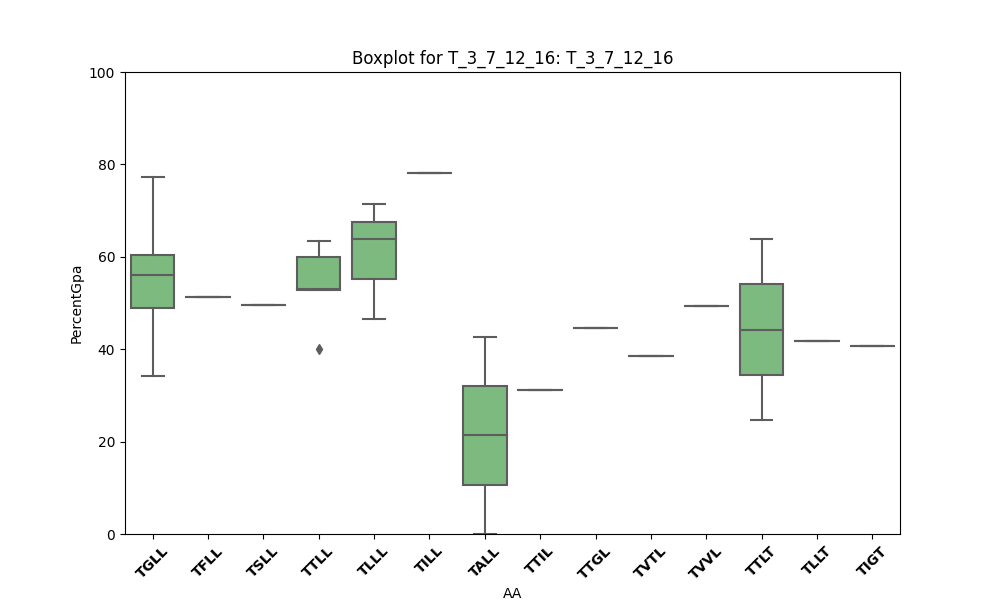 Boxplot for T_3_7_12_16: T_3_7_12_16
100
80
60
40
20
0
PercentGpa
TGLL TFLL TSLL TTLL TLLL TILL TALL TTIL TTGL TVTL TVVL TTLT TLLT TIGT
AA